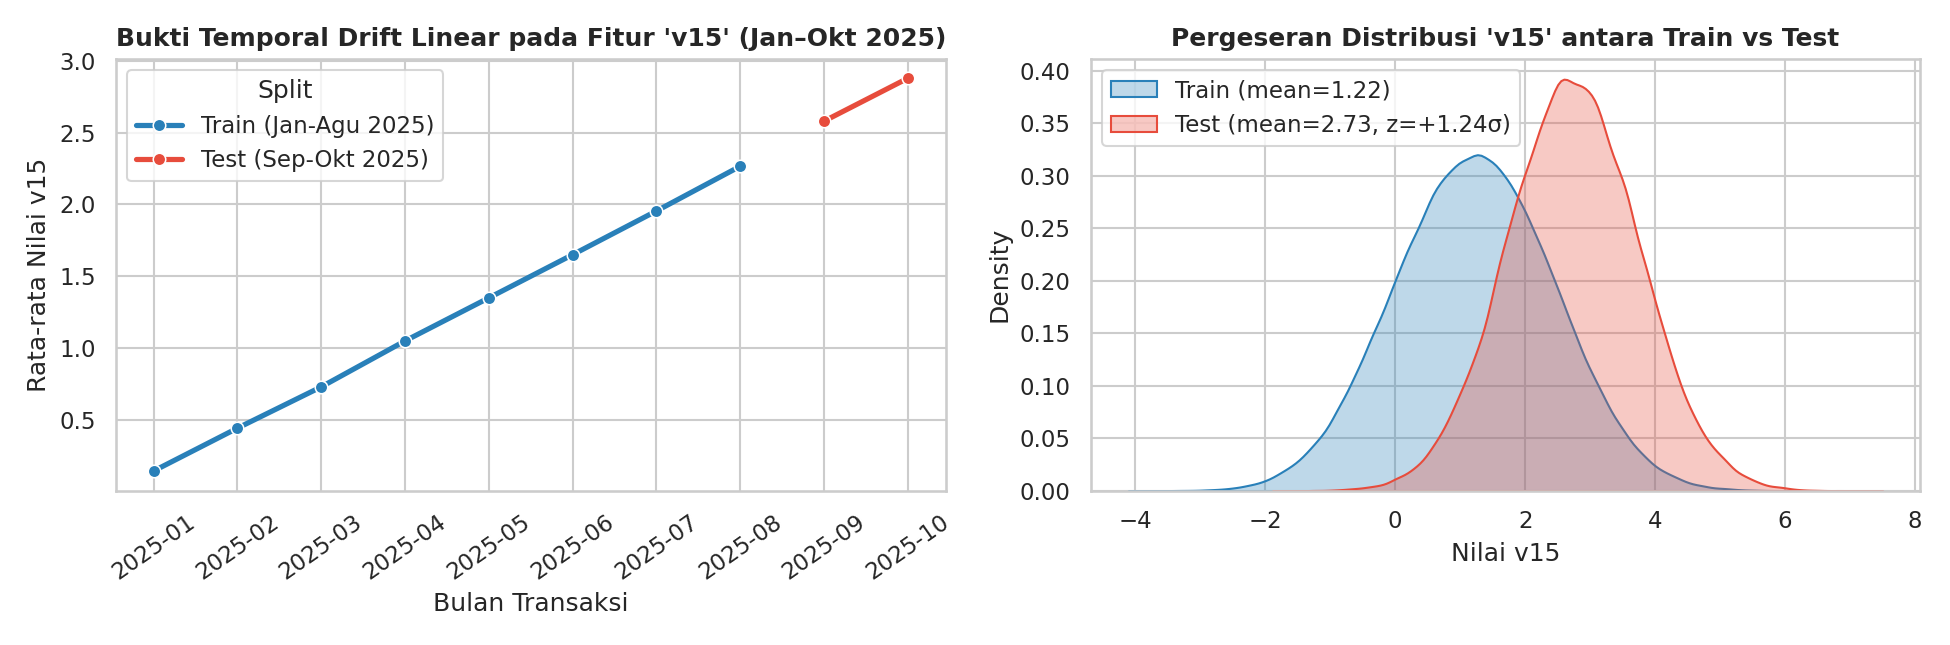 Bukti Temporal Drift Linear pada Fitur 'v15' (Jan–Okt 2025)
Split
Train (Jan-Agu 2025)
Test (Sep-Okt 2025)
Rata-rata Nilai v15
3.0
2.5
2.0
1.5
1.0
0.5
2025-01
2025-02
2025-03
2025-04
2025-05
2025-06
2025-07
2025-08
2025-09
2025-10
Bulan Transaksi
Pergeseran Distribusi 'v15' antara Train vs Test
Train (mean=1.22)
Test (mean=2.73, z=+1.24σ)
Density
0.40
0.35
0.30
0.25
0.20
0.15
0.10
0.05
0.00
−4
−2
0
2
4
6
8
Nilai v15